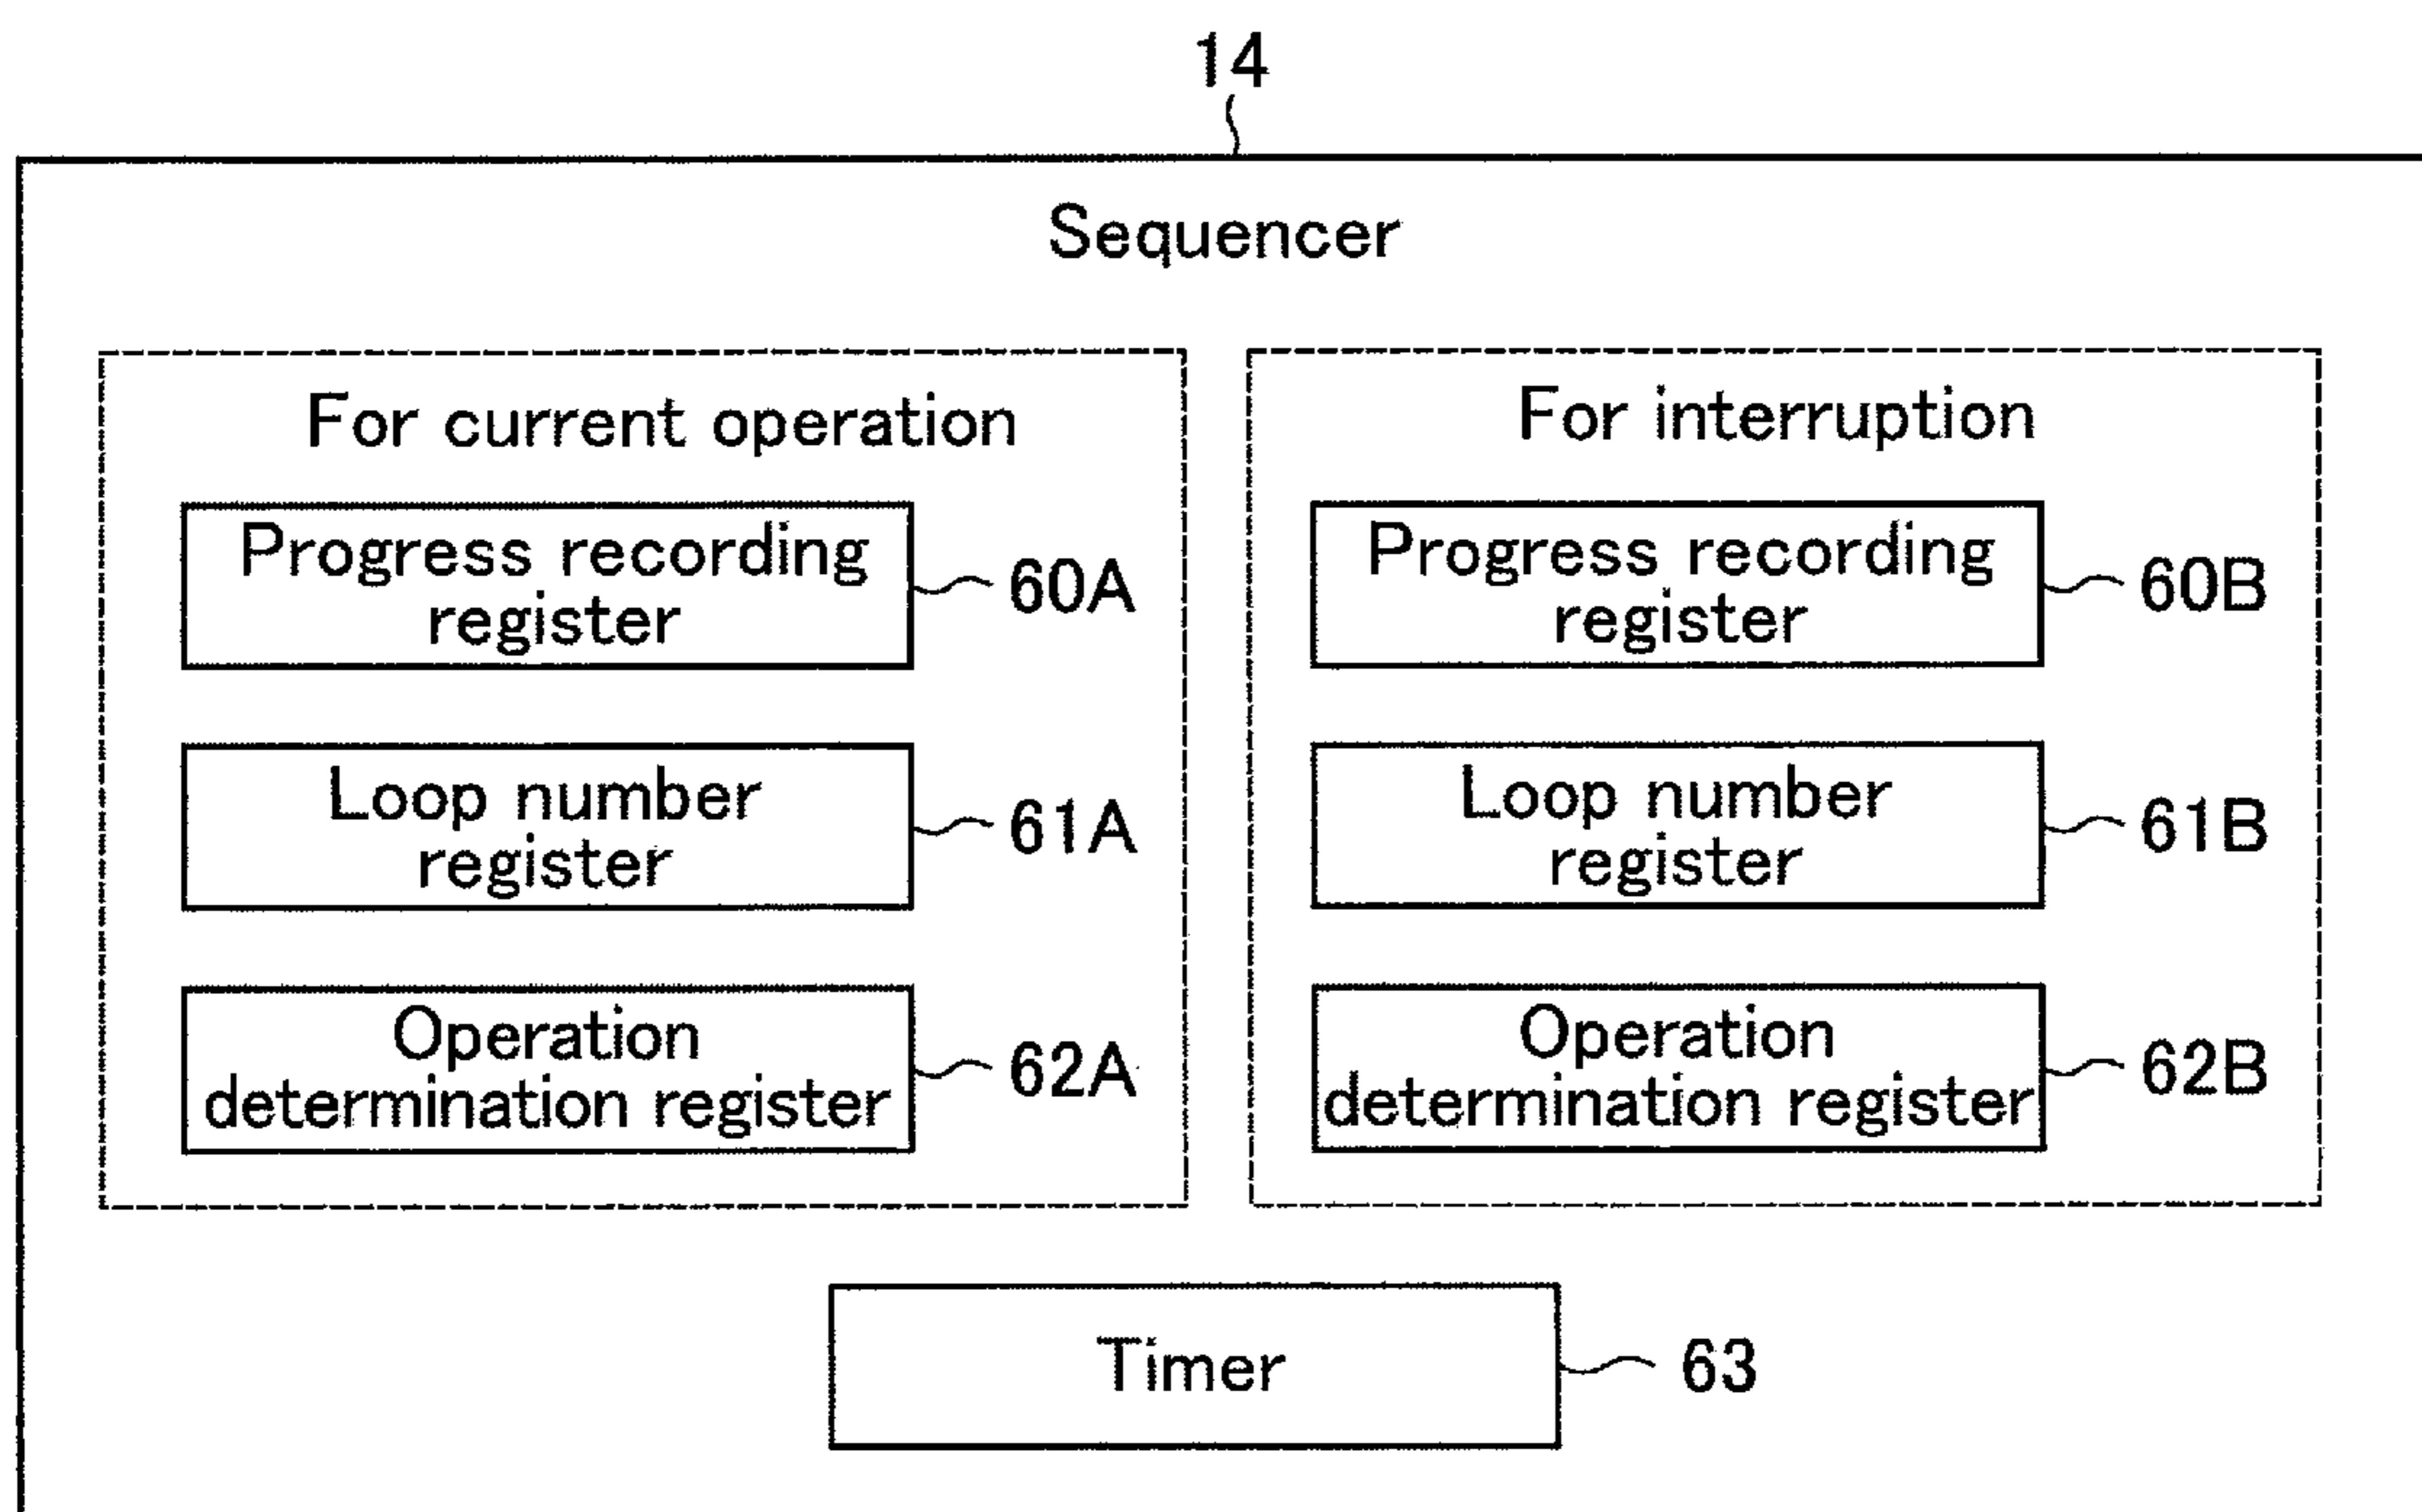 14
Sequencer
For current operation
Progress recording
register
60A
Loop number
register
61A
Operation
determination register
62A
For interruption
Progress recording
register
60B
Loop number
register
61B
Operation
determination register
62B
Timer
63